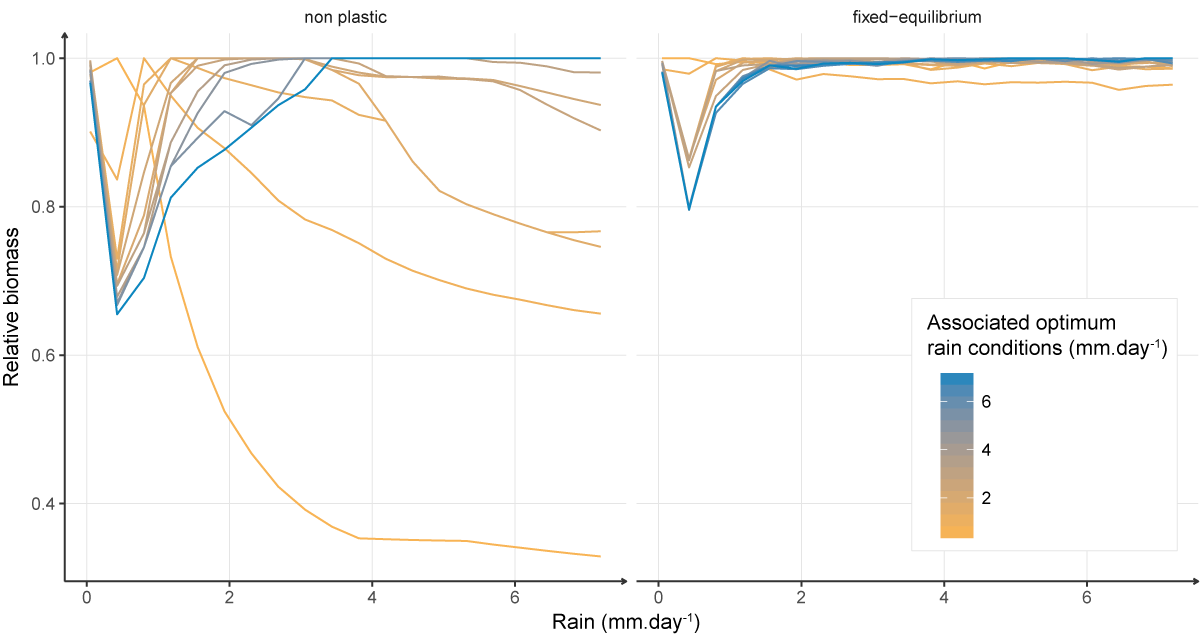 non plastic
fixed−equilibrium
1.0
0.8
0.6
0.4
Relative biomass
0
2
4
6
0
2
4
6
Rain (mm.day-1)
Associated optimum
rain conditions (mm.day-1)
6
4
2